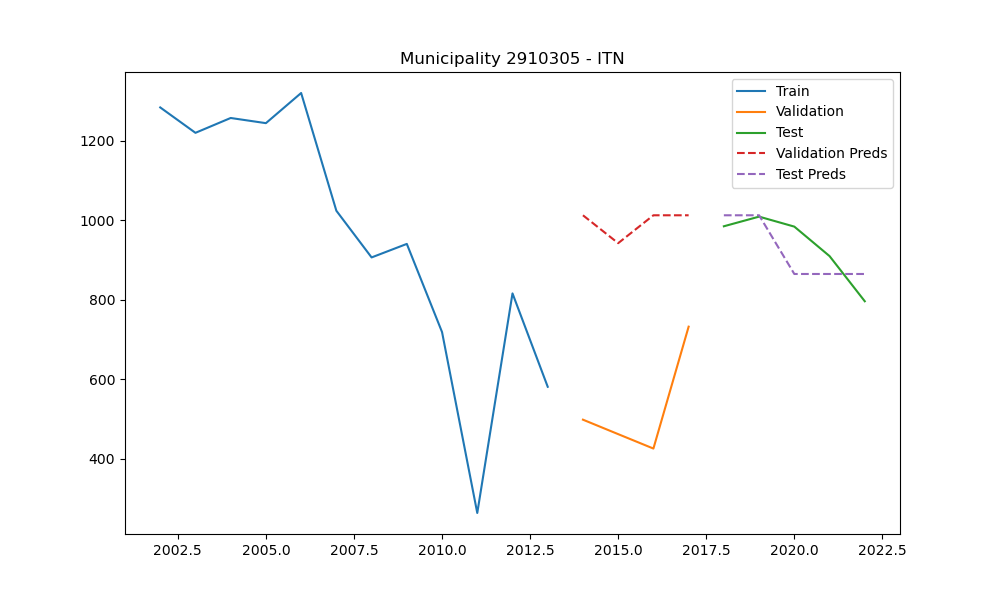 Municipality 2910305 - ITN
Train
Validation
Test
Validation Preds
Test Preds
1200
1000
800
600
400
2002.5 2005.0 2007.5 2010.0 2012.5 2015.0 2017.5 2020.0 2022.5